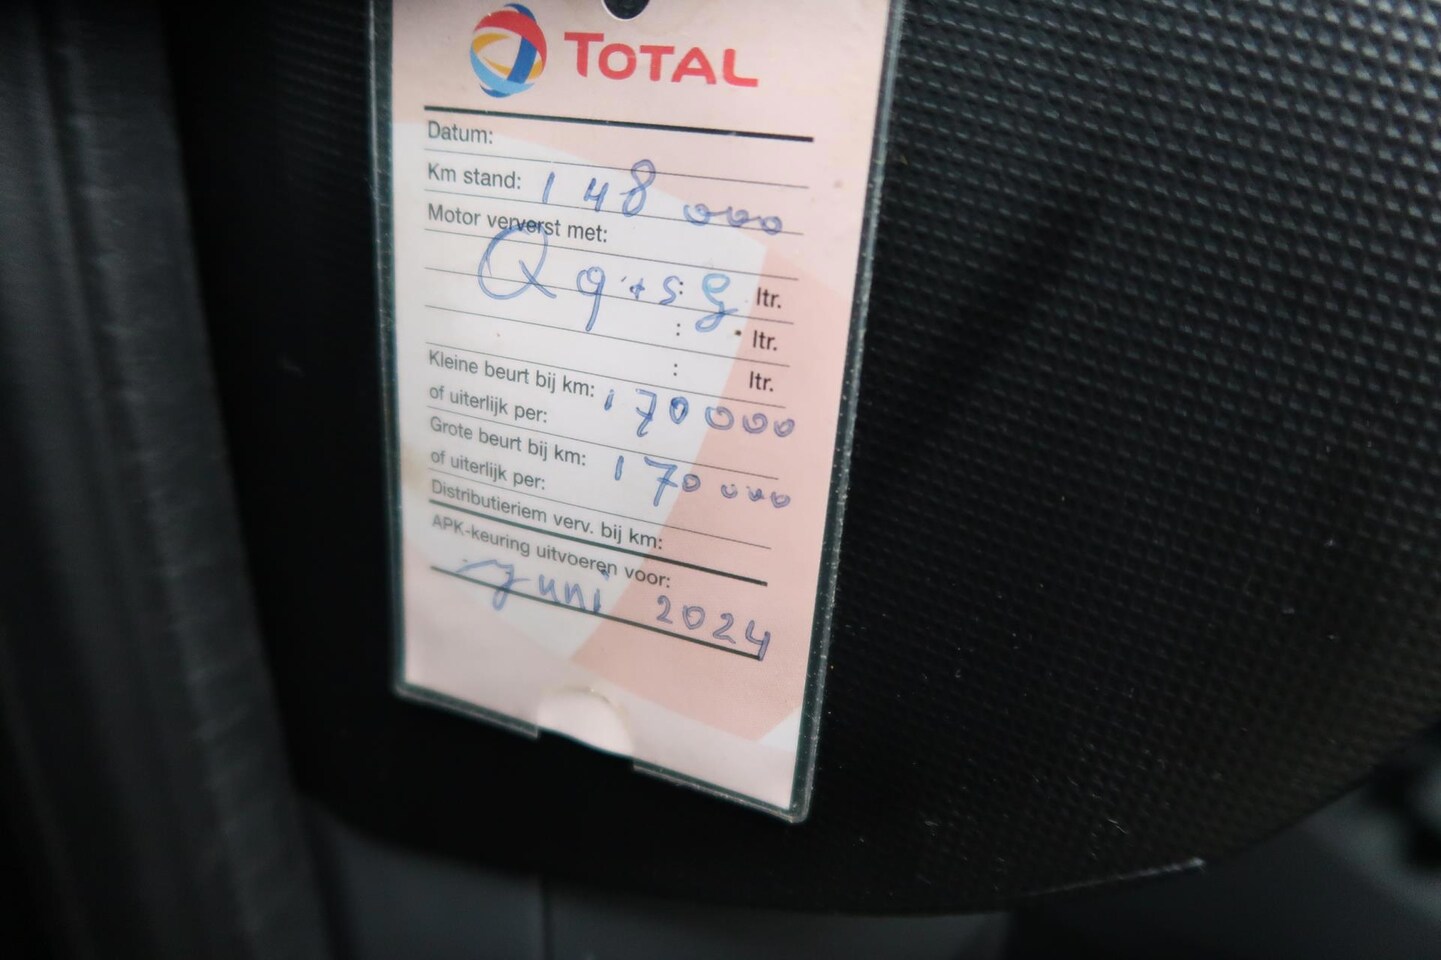 TOTAL
Datum:
Km stand: 148 000
Motor ververst met:
ltr.
: ltr.
: ltr.
Kleine beurt bij km: 170000
of uiterlijk per:
Grote beurt bij km: 170000
of uiterlijk per:
Distributieriem verv. bij km:
APK-keuring uitvoeren voor:
Juni 2024